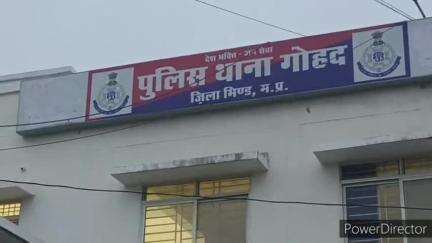 देश भक्ति - जन सेवा
पुलिस थाना गोहद
ज़िला भिण्ड, म.प्र.
PowerDirector